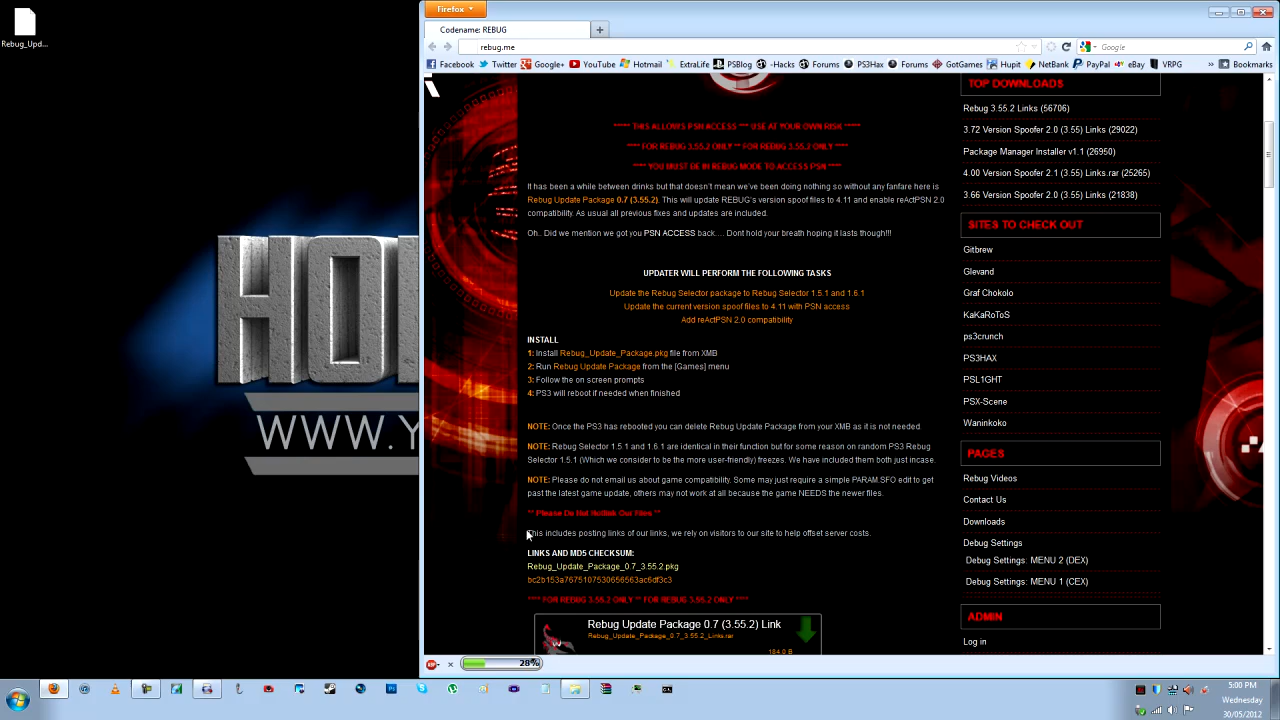 Rebug_Upd...
HO
WWW.Y
Firefox
Codename: REBUG
rebug.me
Google
Facebook Twitter Google+ YouTube Hotmail ExtraLife PSBlog -Hacks Forums PS3Hax Forums GotGames Hupit NetBank PayPal eBay VRPG » Bookmarks
***** THIS ALLOWS PSN ACCESS *** USE AT YOUR OWN RISK *****
**** FOR REBUG 3.55.2 ONLY ** FOR REBUG 3.55.2 ONLY ****
***** YOU MUST BE IN REBUG MODE TO ACCESS PSN *****
It has been a while between drinks but that doesn't mean we've been doing nothing so without any fanfare here is
Rebug Update Package 0.7 (3.55.2). This will update REBUG's version spoof files to 4.11 and enable reActPSN 2.0
compatibility. As usual all previous fixes and updates are included.
Oh.. Did we mention we got you PSN ACCESS back.... Dont hold your breath hoping it lasts though!!!
UPDATER WILL PERFORM THE FOLLOWING TASKS
Update the Rebug Selector package to Rebug Selector 1.5.1 and 1.6.1
Update the current version spoof files to 4.11 with PSN access
Add reActPSN 2.0 compatibility
INSTALL
1: Install Rebug_Update_Package.pkg file from XMB
2: Run Rebug Update Package from the [Games] menu
3: Follow the on screen prompts
4: PS3 will reboot if needed when finished
NOTE: Once the PS3 has rebooted you can delete Rebug Update Package from your XMB as it is not needed.
NOTE: Rebug Selector 1.5.1 and 1.6.1 are identical in their function but for some reason on random PS3 Rebug
Selector 1.5.1 (Which we consider to be the more user-friendly) freezes. We have included them both just incase.
NOTE: Please do not email us about game compatibility. Some may just require a simple PARAM.SFO edit to get
past the latest game update, others may not work at all because the game NEEDS the newer files.
** Please Do Not Hotlink Our Files **
This includes posting links of our links, we rely on visitors to our site to help offset server costs.
LINKS AND MD5 CHECKSUM:
Rebug_Update_Package_0.7_3.55.2.pkg
bc2b153a7675107530656563ac6df3c3
**** FOR REBUG 3.55.2 ONLY ** FOR REBUG 3.55.2 ONLY ****
Rebug Update Package 0.7 (3.55.2) Link
Rebug_Update_Package_0.7_3.55.2_Links.rar
184.0 B
TOP DOWNLOADS
Rebug 3.55.2 Links (56706)
3.72 Version Spoofer 2.0 (3.55) Links (29022)
Package Manager Installer v1.1 (26950)
4.00 Version Spoofer 2.1 (3.55) Links.rar (25265)
3.66 Version Spoofer 2.0 (3.55) Links (21838)
SITES TO CHECK OUT
Gitbrew
Glevand
Graf Chokolo
KaKaRoToS
ps3crunch
PS3HAX
PSL1GHT
PSX-Scene
Waninkoko
PAGES
Rebug Videos
Contact Us
Downloads
Debug Settings
Debug Settings: MENU 2 (DEX)
Debug Settings: MENU 1 (CEX)
ADMIN
Log in
28%
5:00 PM
Wednesday
30/05/2012